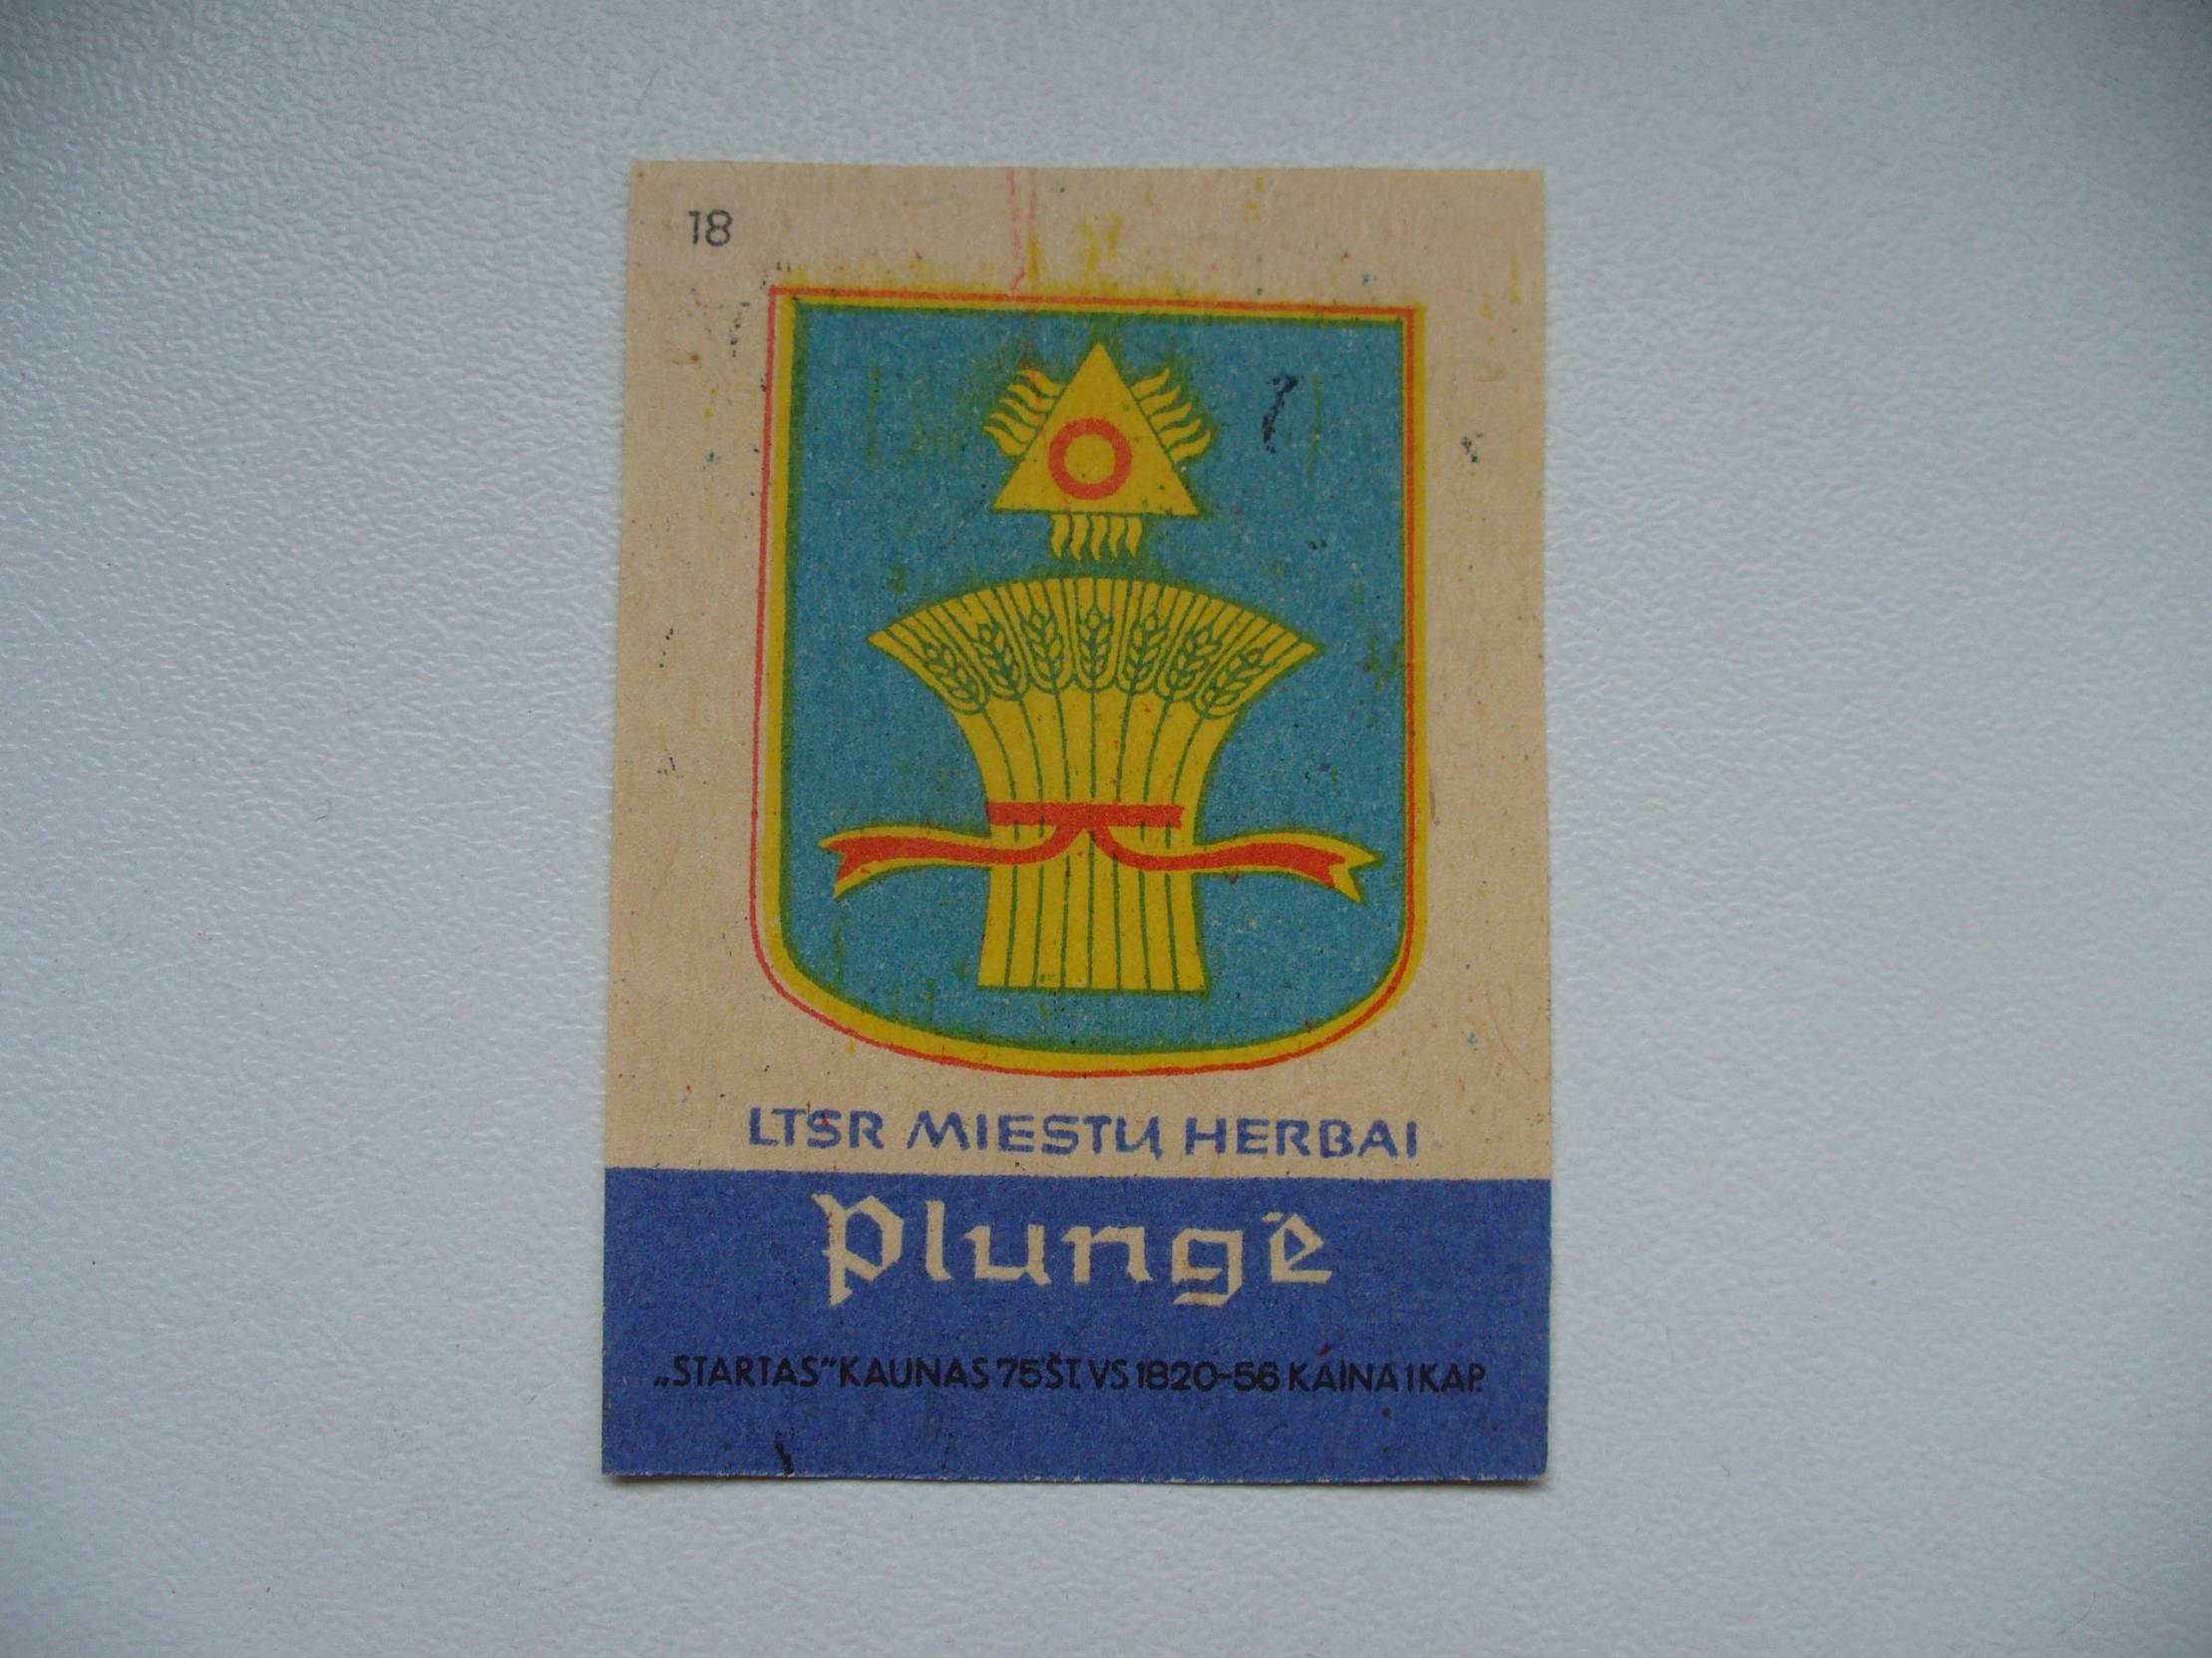 18
LTSR MIESTŲ HERBAI
Plungė
„STARTAS" KAUNAS 75 ŠT. VS 1820-56 KAINA 1 KAP.